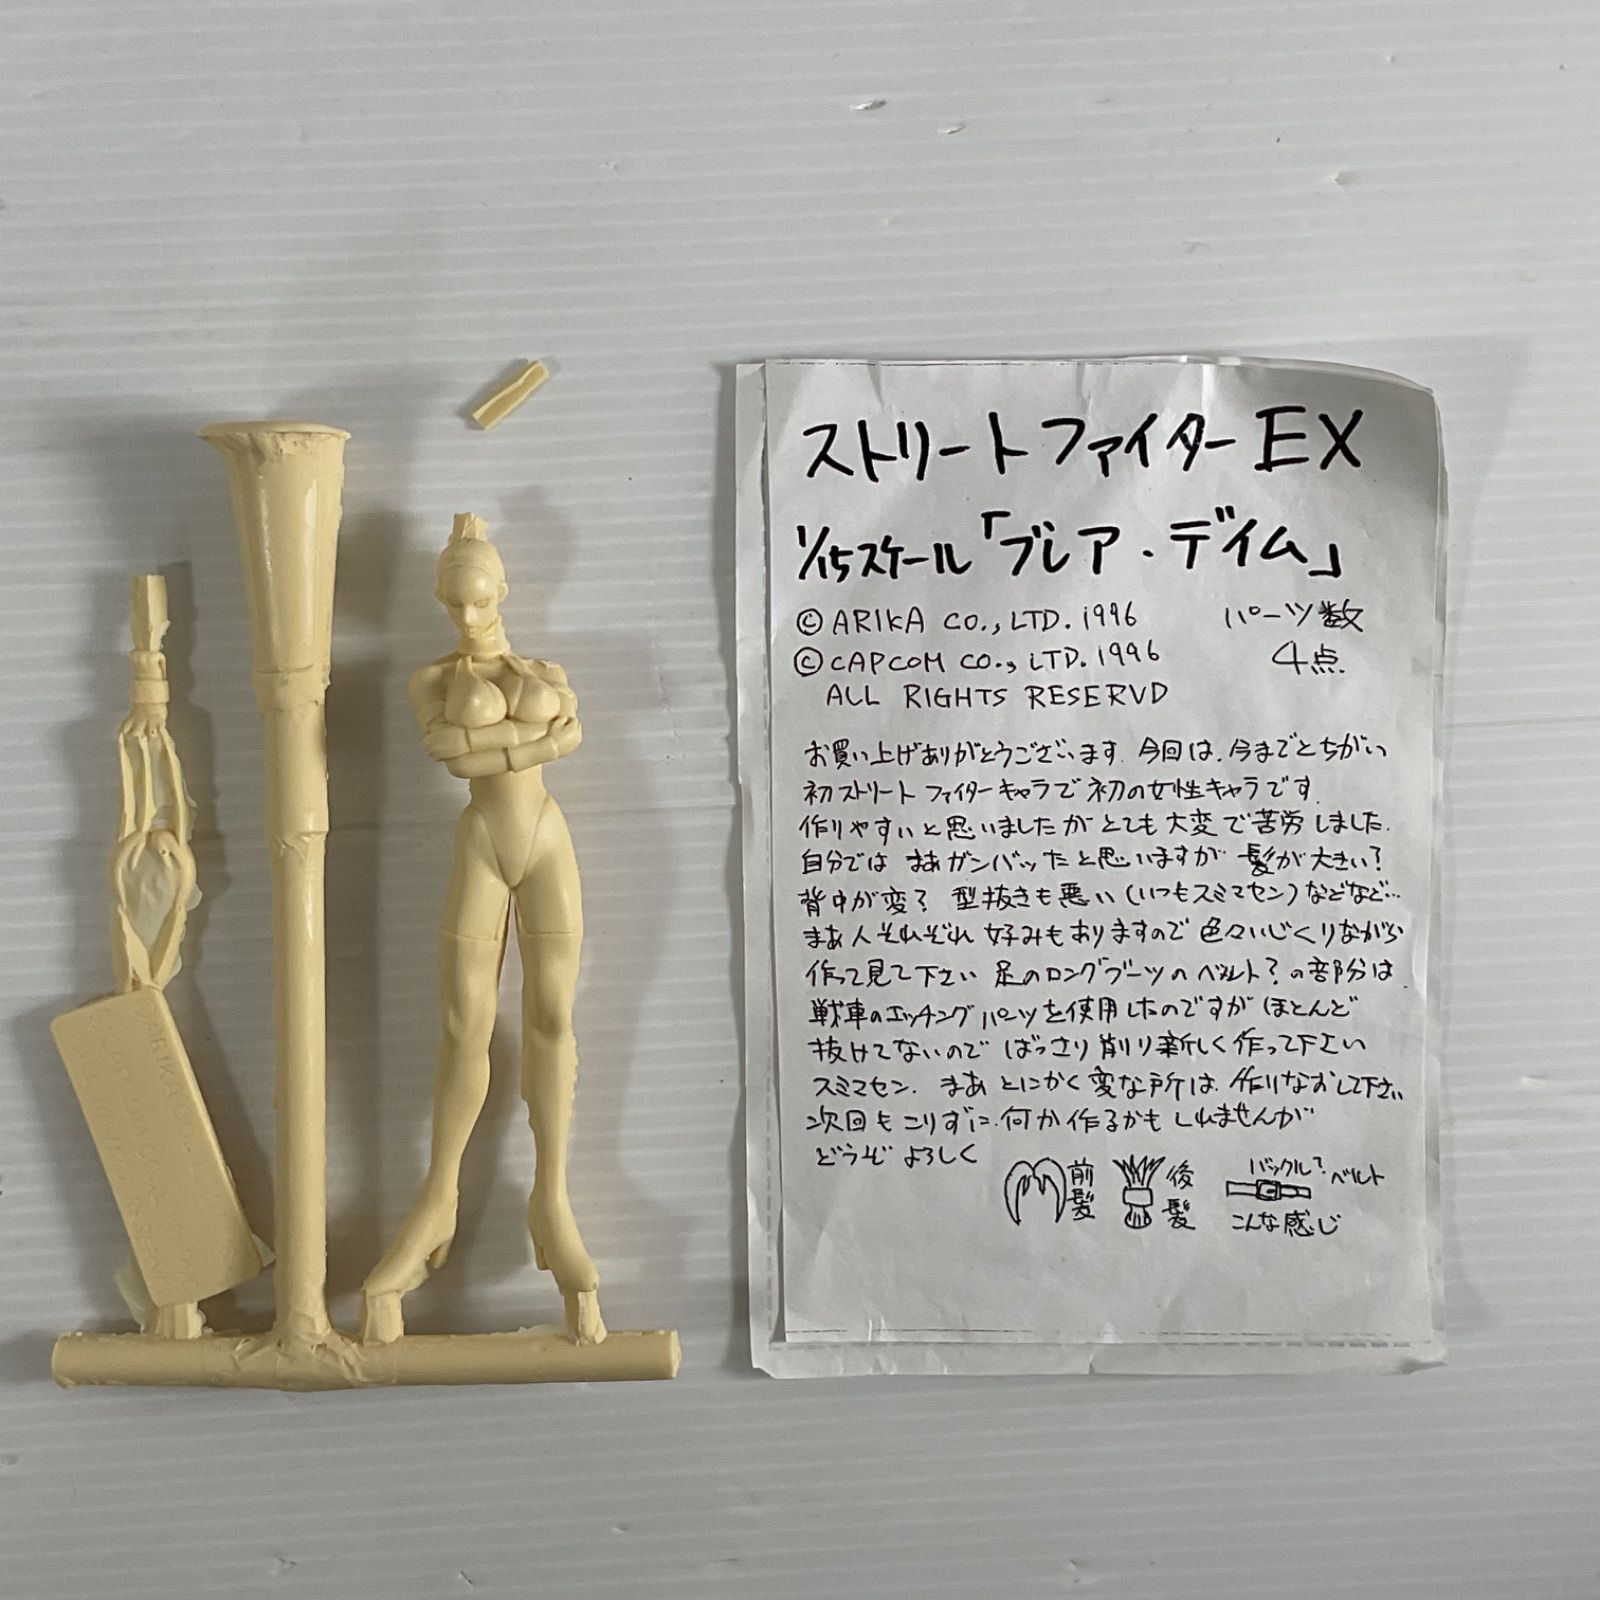 ストリートファイターEX
1/15スケール「ブレア・デイム」
© ARIKA CO.,LTD.1996
パーツ数
4点
© CAPCOM CO.,LTD.1996
ALL RIGHTS RESERVD
お買い上げありがとうございます.今回は.今までとちがい
初ストリートファイターキャラで初の女性キャラです.
作りやすいと思いましたがとても大変で苦労しました.
自分ではまあガンバッたと思いますが髪が大きい?
背中が変?型抜きも悪い(いつもスミマセン)などなど…
まあ人それぞれ好みもありますので色々いじくりながら
作って見て下さい 足のロングブーツのベルト?の部分は
戦車のエッチングパーツを使用したのですがほとんど
抜けてないのでばっさり削り新しく作って下さい
スミマセン.まあとにかく変な所は.作りなおして下さい
次回もこりずに.何か作るかもしれませんが
どうぞよろしく
前髪
後髪
バックル?
ベルト
こんな感じ
ARIKA